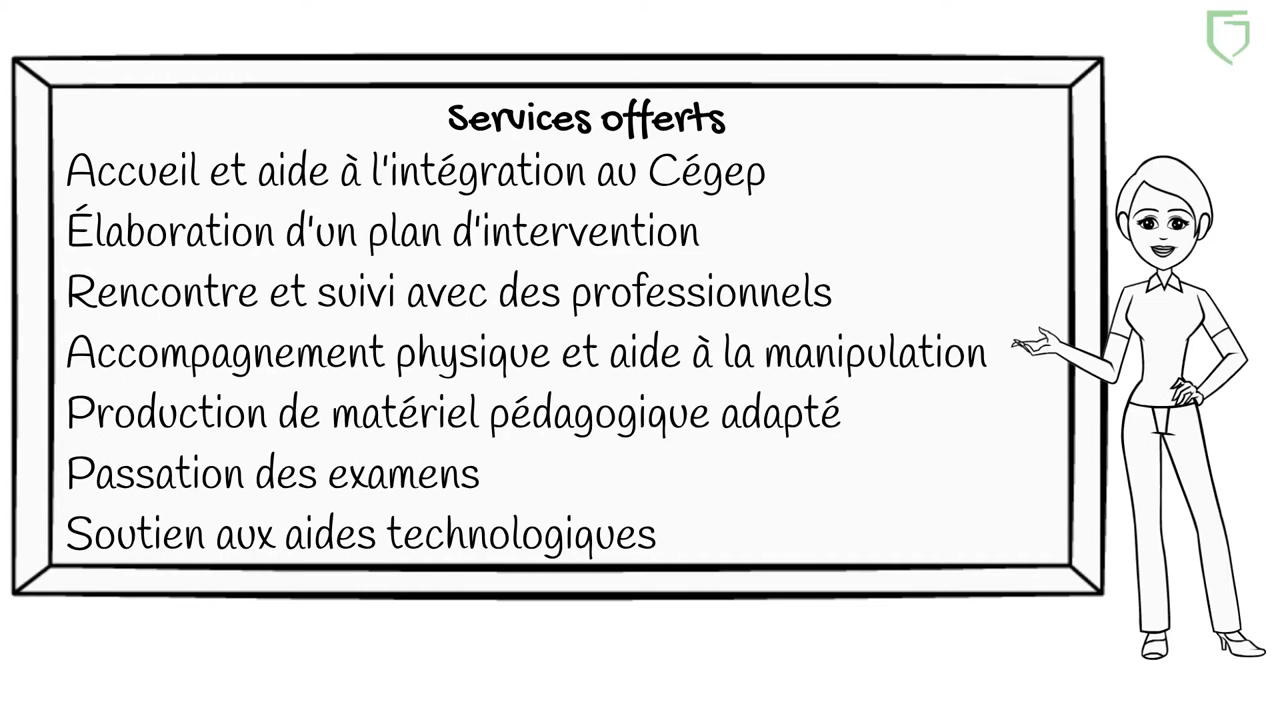 Services offerts
Accueil et aide à l'intégration au Cégep
Élaboration d'un plan d'intervention
Rencontre et suivi avec des professionnels
Accompagnement physique et aide à la manipulation
Production de matériel pédagogique adapté
Passation des examens
Soutien aux aides technologiques